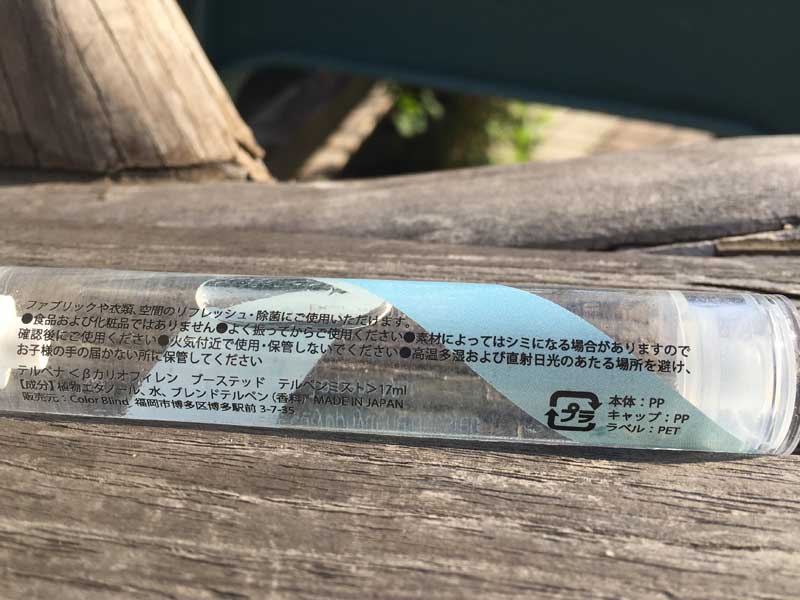 ファブリックや衣類、空間のリフレッシュ・除菌にご使用いただけます。
●食品および化粧品ではありません●よく振ってからご使用ください●素材によってはシミになる場合がありますので
確認後にご使用ください●火気付近で使用・保管しないでください●高温多湿および直射日光のあたる場所を避け、
お子様の手の届かない所に保管してください
テルペナ＜βカリオフィレン ブーステッド テルペンミスト＞17ml
【成分】植物エタノール、水、ブレンドテルペン（香料） MADE IN JAPAN
販売元：Color Blind 福岡市博多区博多駅前 3-7-35
プラ
本体：PP
キャップ：PP
ラベル：PET